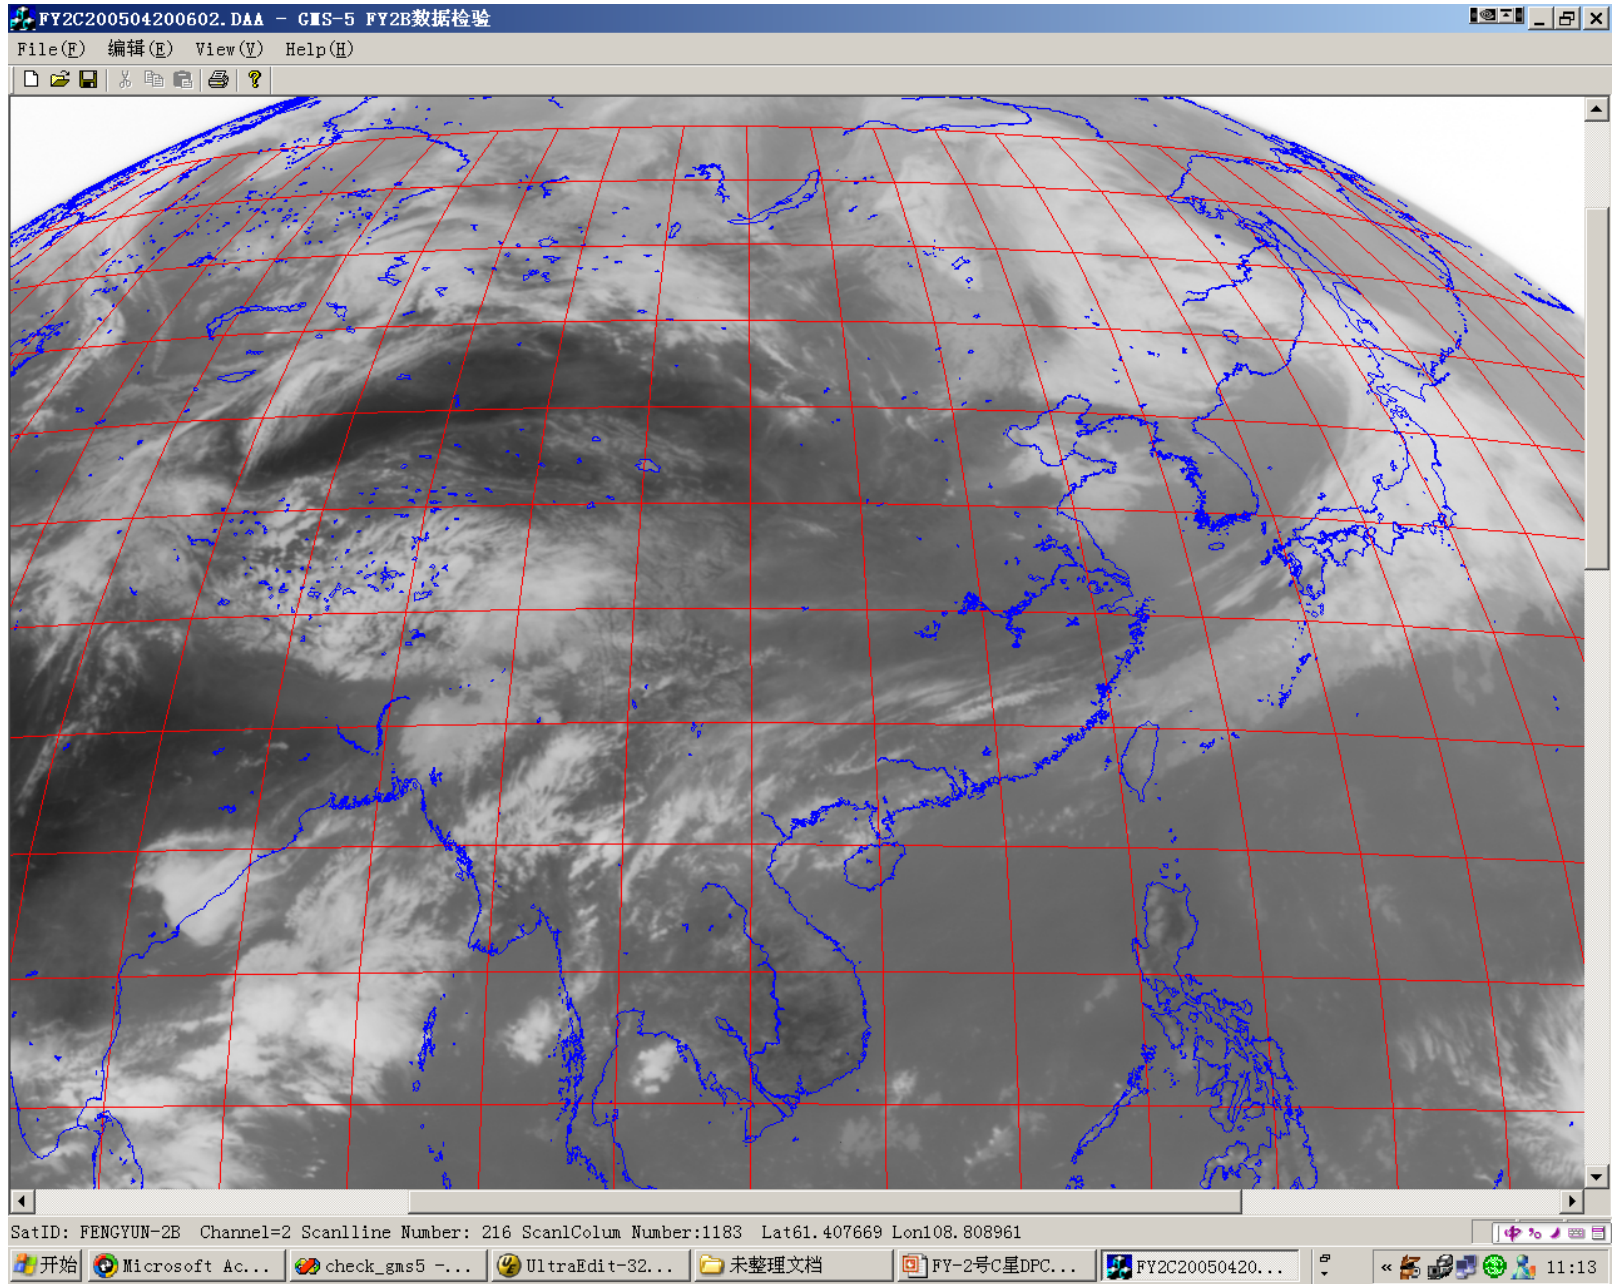 FY2C200504200602.DAA - GMS-5 FY2B数据检验
File(F) 编辑(E) View(V) Help(H)
SatID: FENGYUN-2B Channel=2 Scanlline Number: 216 ScanlColum Number:1183 Lat61.407669 Lon108.808961
中
开始 Microsoft Ac... check_gms5 -... UltraEdit-32... 未整理文档 FY-2号C星DPC... FY2C20050420... « 11:13